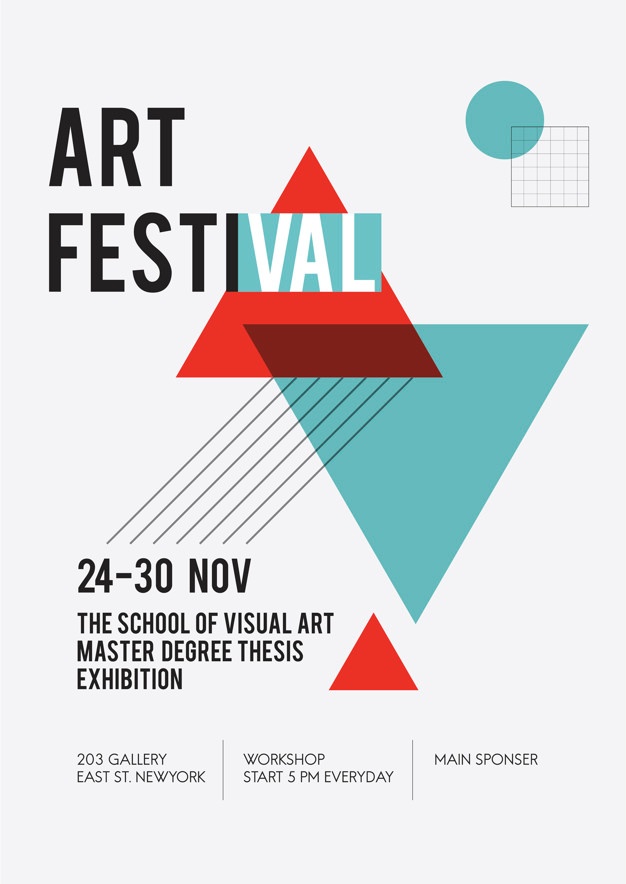 ART
FESTIVAL
24-30 NOV
THE SCHOOL OF VISUAL ART
MASTER DEGREE THESIS
EXHIBITION
203 GALLERY
EAST ST. NEWYORK
WORKSHOP
START 5 PM EVERYDAY
MAIN SPONSER